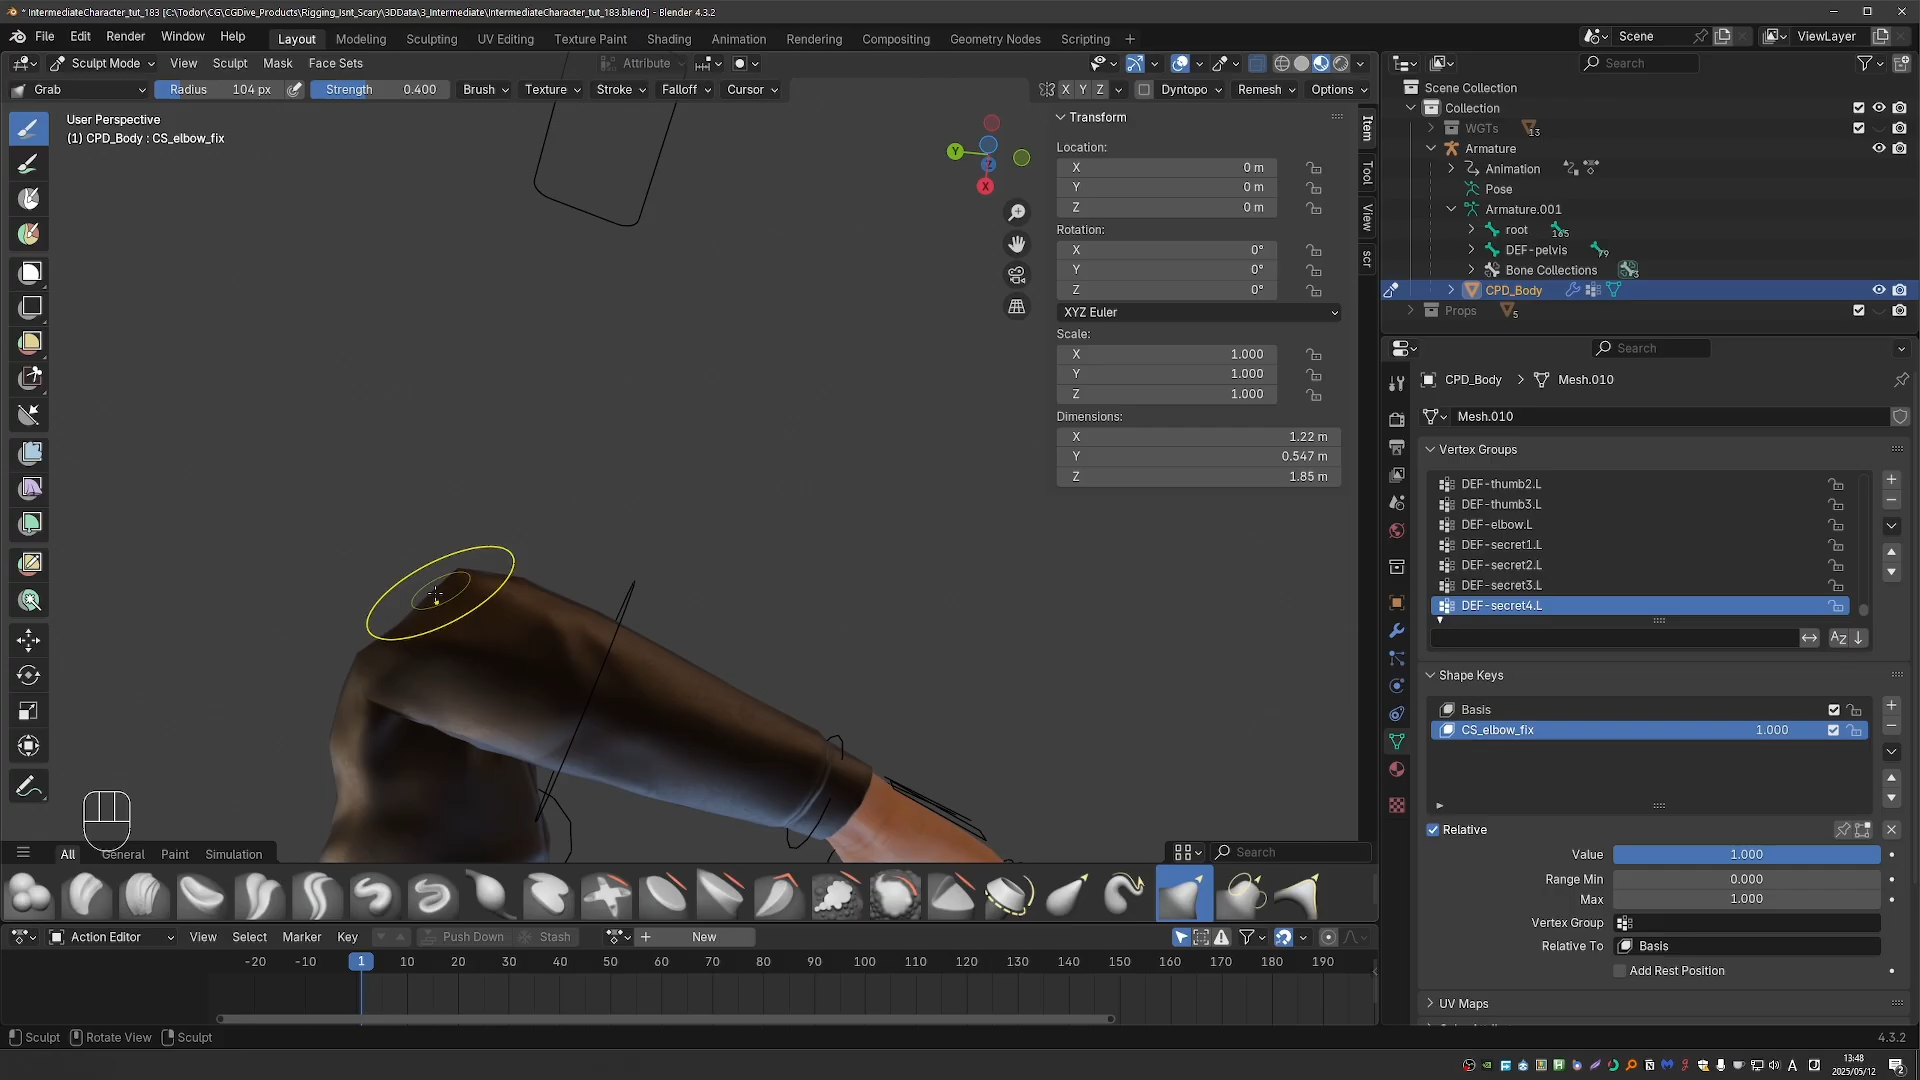 * IntermediateCharacter_tut_183 [C:\Todor\CG\CGDive_Products\Rigging_Isnt_Scary\3DData\3_Intermediate\IntermediateCharacter_tut_183.blend] - Blender 4.3.2
File Edit Render Window Help Layout Modeling Sculpting UV Editing Texture Paint Shading Animation Rendering Compositing Geometry Nodes Scripting + Scene ViewLayer
Sculpt Mode View Sculpt Mask Face Sets Attribute Search
Grab Radius 104 px Strength 0.400 Brush Texture Stroke Falloff Cursor X Y Z Dyntopo Remesh Options
User Perspective
(1) CPD_Body : CS_elbow_fix
Y
Z
X
Transform
Location:
X 0 m
Y 0 m
Z 0 m
Rotation:
X 0°
Y 0°
Z 0°
XYZ Euler
Scale:
X 1.000
Y 1.000
Z 1.000
Dimensions:
X 1.22 m
Y 0.547 m
Z 1.85 m
Item
Tool
View
scr
Scene Collection
Collection
WGTs 13
Armature
Animation
Pose
Armature.001
root 165
DEF-pelvis 79
Bone Collections 3
CPD_Body
Props 5
Search
CPD_Body > Mesh.010
Mesh.010
Vertex Groups
DEF-thumb2.L
DEF-thumb3.L
DEF-elbow.L
DEF-secret1.L
DEF-secret2.L
DEF-secret3.L
DEF-secret4.L
AZ
Shape Keys
Basis
CS_elbow_fix 1.000
Relative
Value 1.000
Range Min 0.000
Max 1.000
Vertex Group
Relative To Basis
Add Rest Position
UV Maps
All General Paint Simulation Search
Action Editor View Select Marker Key Push Down Stash + New
-20 -10 1 10 20 30 40 50 60 70 80 90 100 110 120 130 140 150 160 170 180 190
Sculpt Rotate View Sculpt 4.3.2
A 13:48
2025/05/12 2